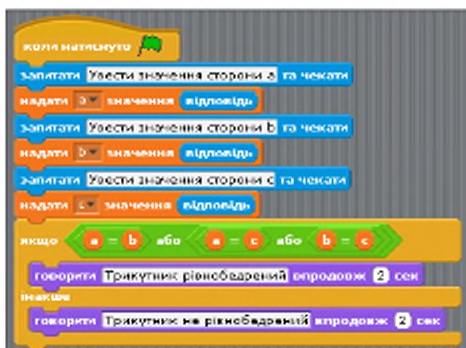 коли натиснуто
запитати Увести значення сторони a та чекати
надати a значення відповідь
запитати Увести значення сторони b та чекати
надати b значення відповідь
запитати Увести значення сторони c та чекати
надати c значення відповідь
якщо a = b або a = c або b = c
говорити Трикутник рівнобедрений впродовж 2 сек
інакше
говорити Трикутник не рівнобедрений впродовж 2 сек